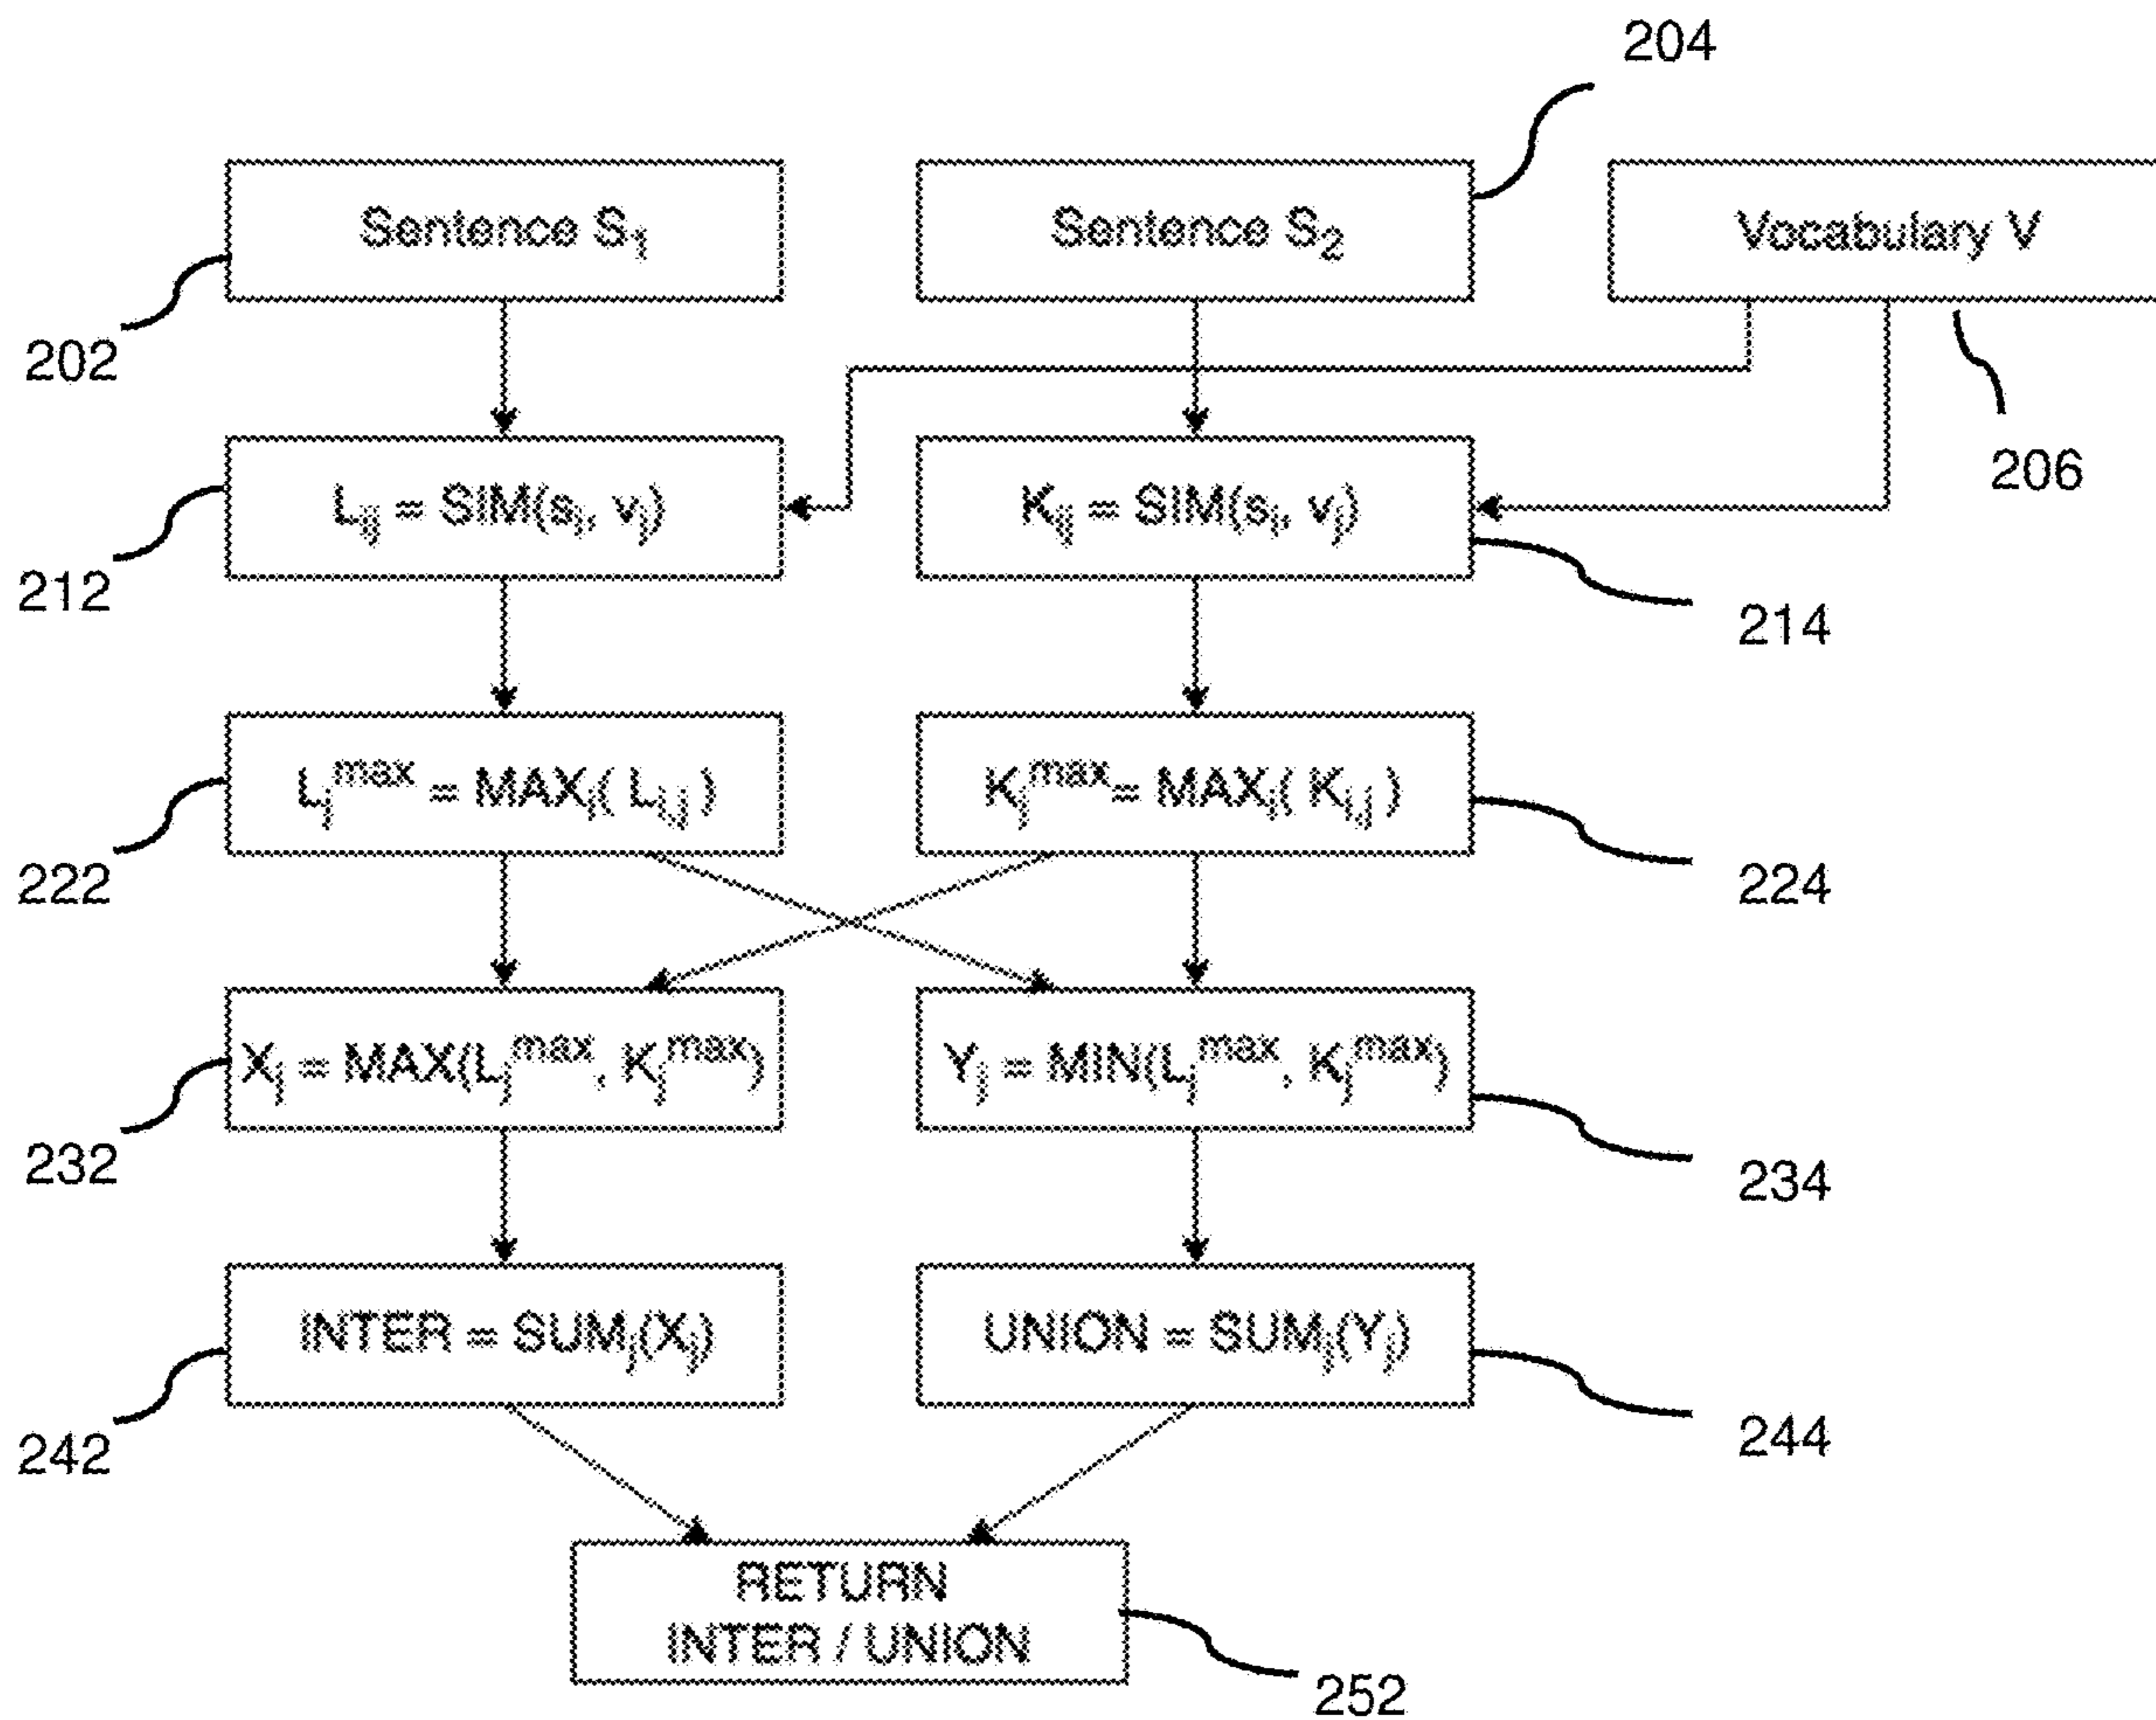 204
Sentence S₁
Sentence S₂
Vocabulary V
202
206
Lᵢⱼ = SIM(sᵢ, vⱼ)
Kᵢⱼ = SIM(sᵢ, vⱼ)
212
214
Lⱼᵐᵃˣ = MAXᵢ( Lᵢ,ⱼ )
Kⱼᵐᵃˣ= MAXᵢ( Kᵢ,ⱼ )
222
224
Xⱼ = MAX(Lⱼᵐᵃˣ, Kⱼᵐᵃˣ)
Yⱼ = MIN(Lⱼᵐᵃˣ, Kⱼᵐᵃˣ)
232
234
INTER = SUMⱼ(Xⱼ)
UNION = SUMⱼ(Yⱼ)
242
244
RETURN
INTER / UNION
252